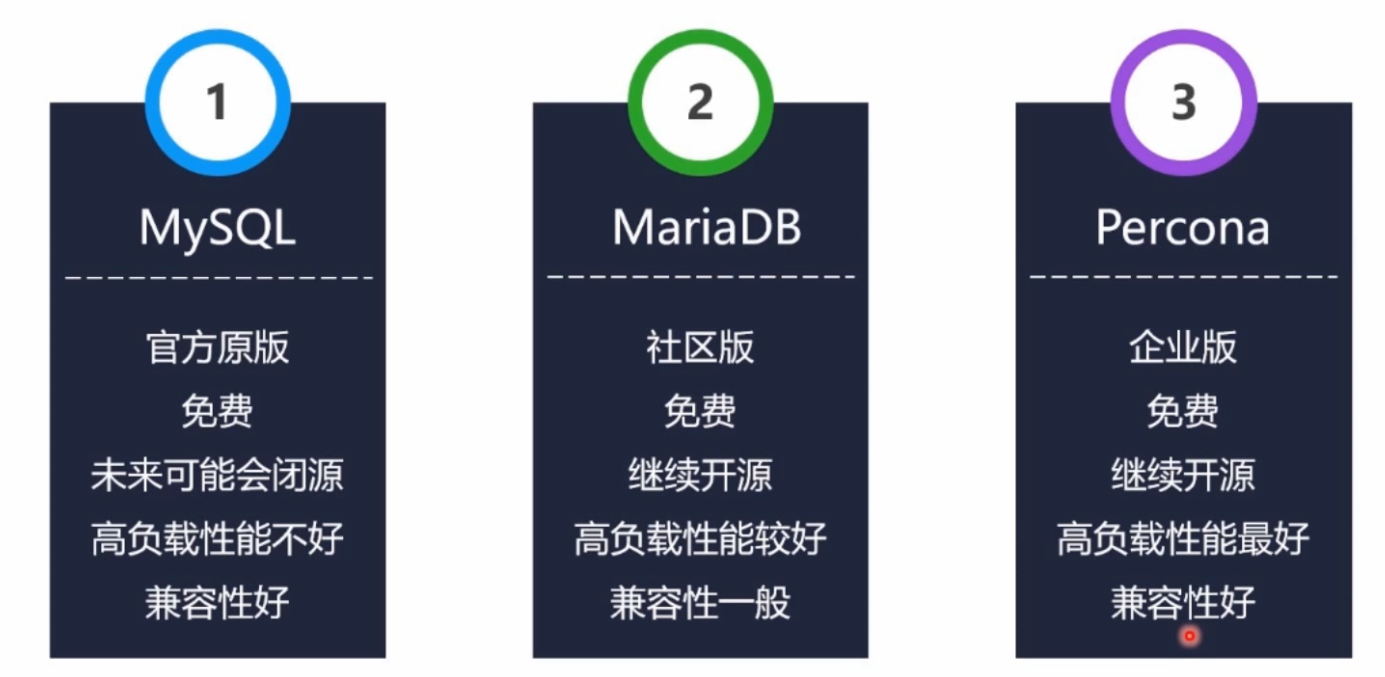 1
MySQL
官方原版
免费
未来可能会闭源
高负载性能不好
兼容性好
2
MariaDB
社区版
免费
继续开源
高负载性能较好
兼容性一般
3
Percona
企业版
免费
继续开源
高负载性能最好
兼容性好